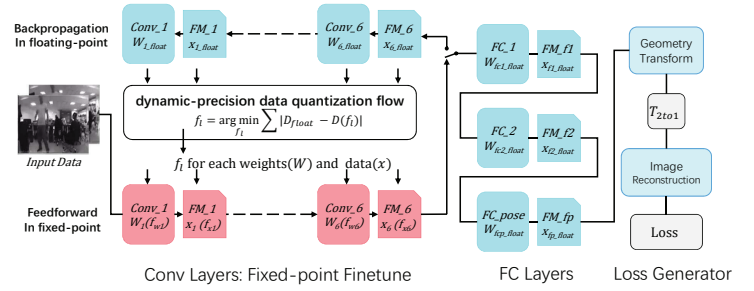 Backpropagation
In floating-point
Conv_1
W1_float
FM_1
x1_float
Conv_6
W6_float
FM_6
x6_float
dynamic-precision data quantization flow
fl = arg min fl ∑ |Dfloat − D(fl)|
fl for each weights(W) and data(x)
Input Data
Feedforward
In fixed-point
Conv_1
W1(fw1)
FM_1
x1 (fx1)
Conv_6
W6(fw6)
FM_6
x6 (fx6)
FC_1
Wfc1_float
FM_f1
xf1_float
FC_2
Wfc2_float
FM_f2
xf2_float
FC_pose
Wfcp_float
FM_fp
xfp_float
Geometry
Transform
T2to1
Image
Reconstruction
Loss
Conv Layers: Fixed-point Finetune
FC Layers
Loss Generator